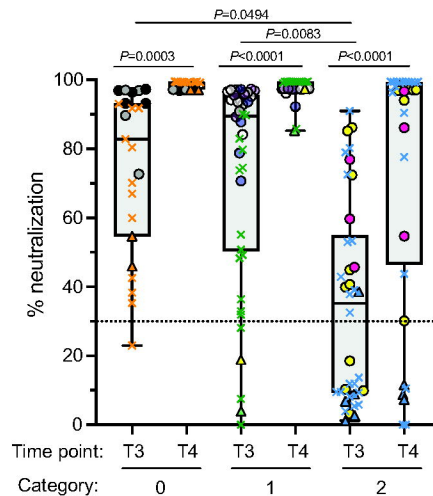 P=0.0494
P=0.0083
P=0.0003 P<0.0001 P<0.0001
100
80
60
40
20
0
% neutralization
Time point: T3 T4 T3 T4 T3 T4
Category: 0 1 2